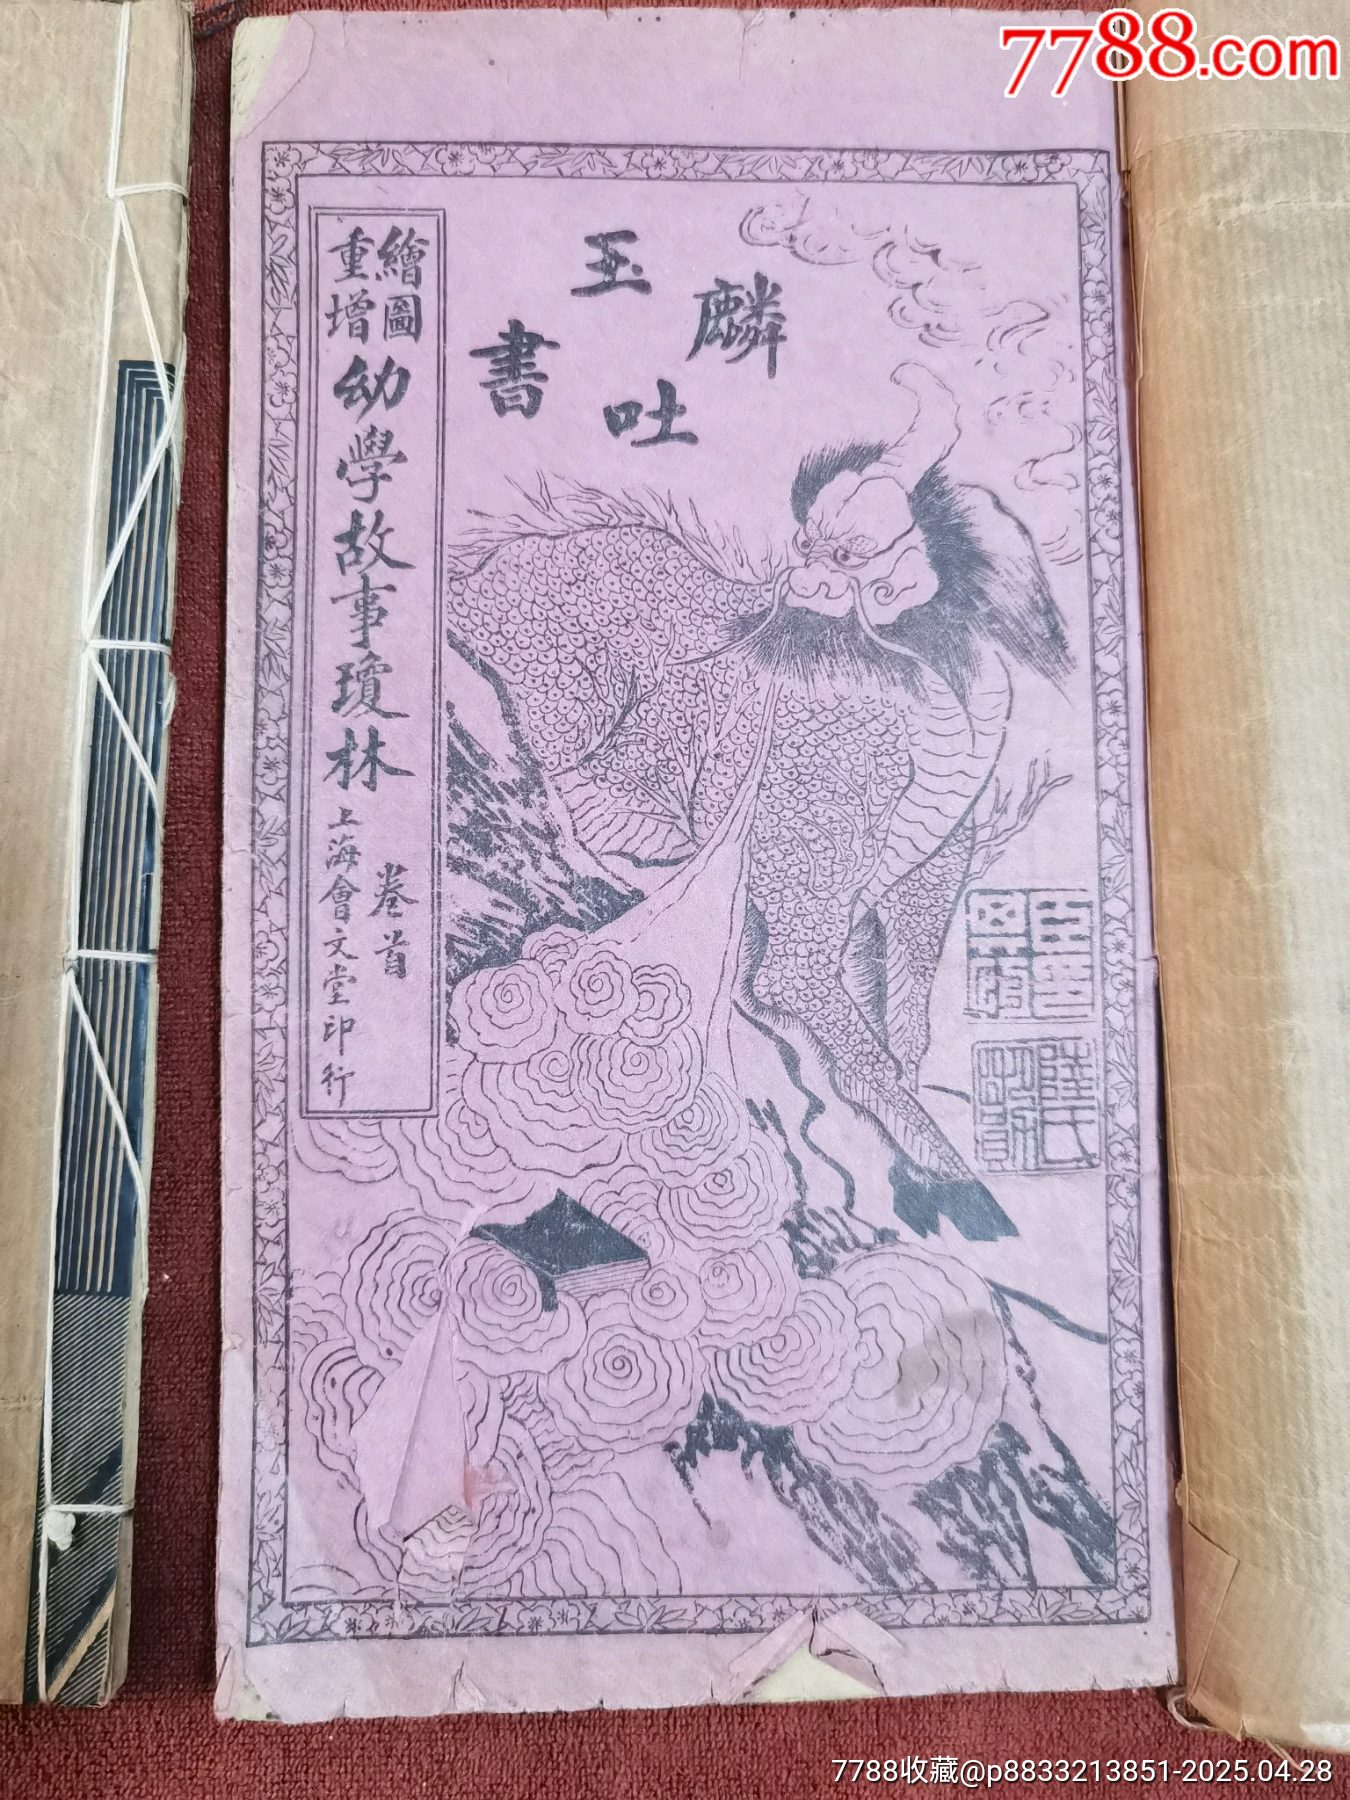 7788.com
麟吐玉書
繪圖
重增
幼學故事瓊林
卷首
上海會文堂印行
7788收藏@p8833213851-2025.04.28